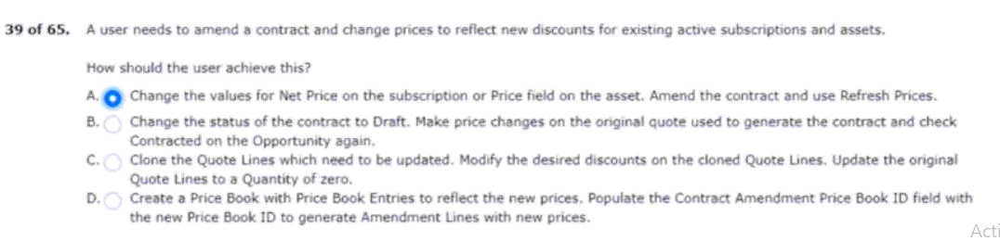 39 of 65. A user needs to amend a contract and change prices to reflect new discounts for existing active subscriptions and assets.
How should the user achieve this?
A. Change the values for Net Price on the subscription or Price field on the asset. Amend the contract and use Refresh Prices.
B. Change the status of the contract to Draft. Make price changes on the original quote used to generate the contract and check
Contracted on the Opportunity again.
C. Clone the Quote Lines which need to be updated. Modify the desired discounts on the cloned Quote Lines. Update the original
Quote Lines to a Quantity of zero.
D. Create a Price Book with Price Book Entries to reflect the new prices. Populate the Contract Amendment Price Book ID field with
the new Price Book ID to generate Amendment Lines with new prices.
Acti